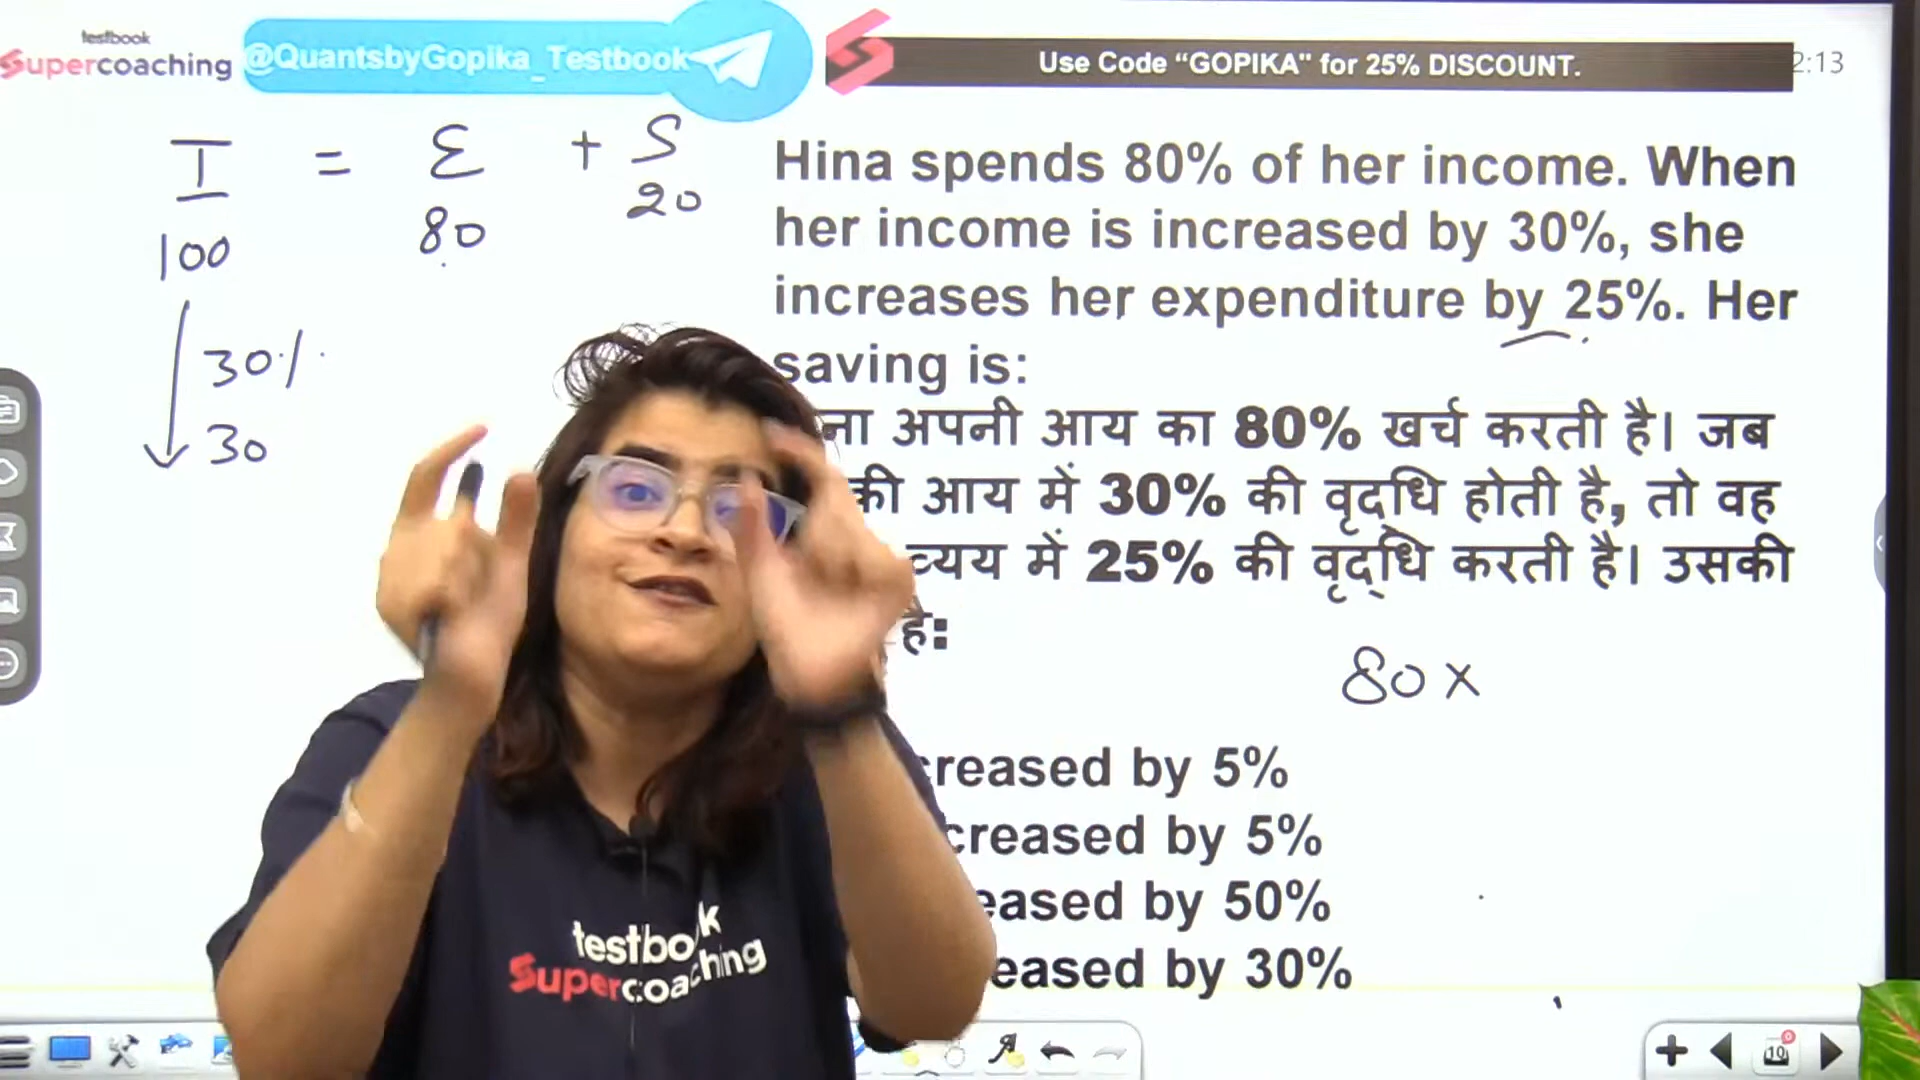 testbook
Supercoaching
@QuantsbyGopika_Testbook
Use Code “GOPIKA" for 25% DISCOUNT.
2:13
I = E + S
100 80 20
30%
30
Hina spends 80% of her income. When
her income is increased by 30%, she
increases her expenditure by 25%. Her
saving is:
अपनी आय का 80% खर्च करती है। जब
की आय में 30% की वृद्धि होती है, तो वह
व्यय में 25% की वृद्धि करती है। उसकी
है:
80 x
creased by 5%
creased by 5%
eased by 50%
eased by 30%
testbook
Supercoaching
10